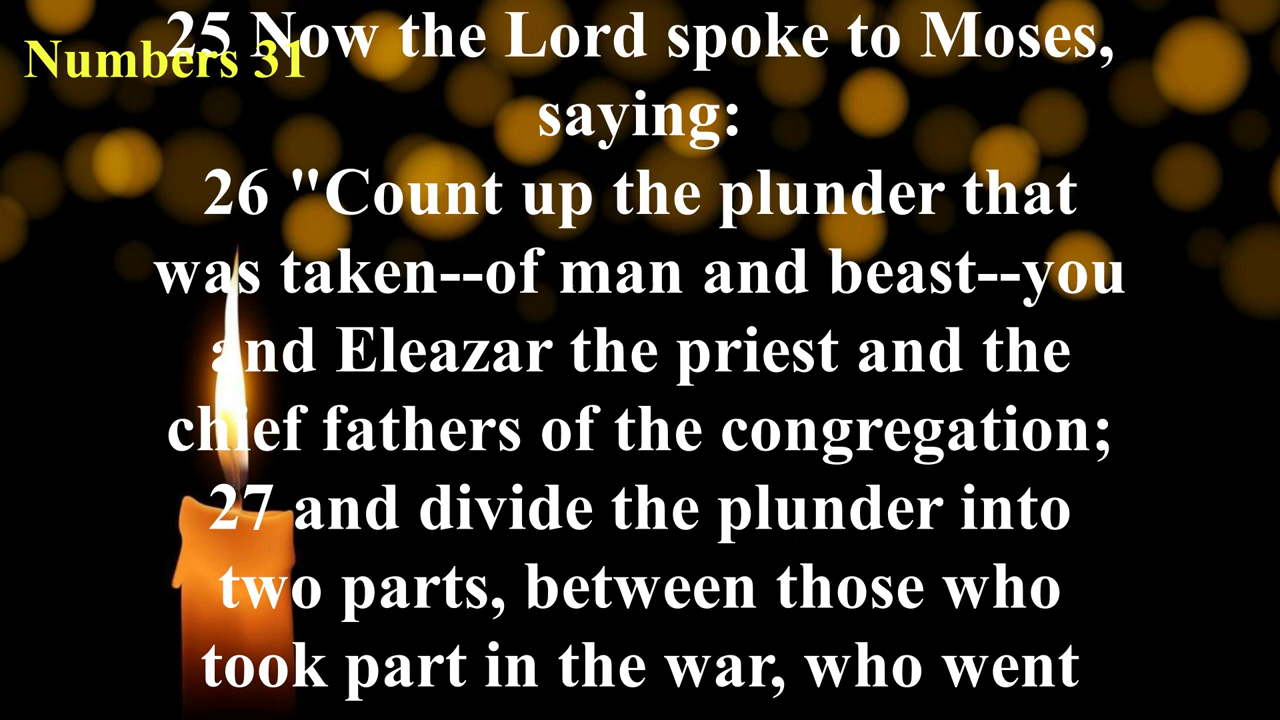 25 Now the Lord spoke to Moses,
Numbers 31
saying:
26 "Count up the plunder that
was taken--of man and beast--you
and Eleazar the priest and the
chief fathers of the congregation;
27 and divide the plunder into
two parts, between those who
took part in the war, who went